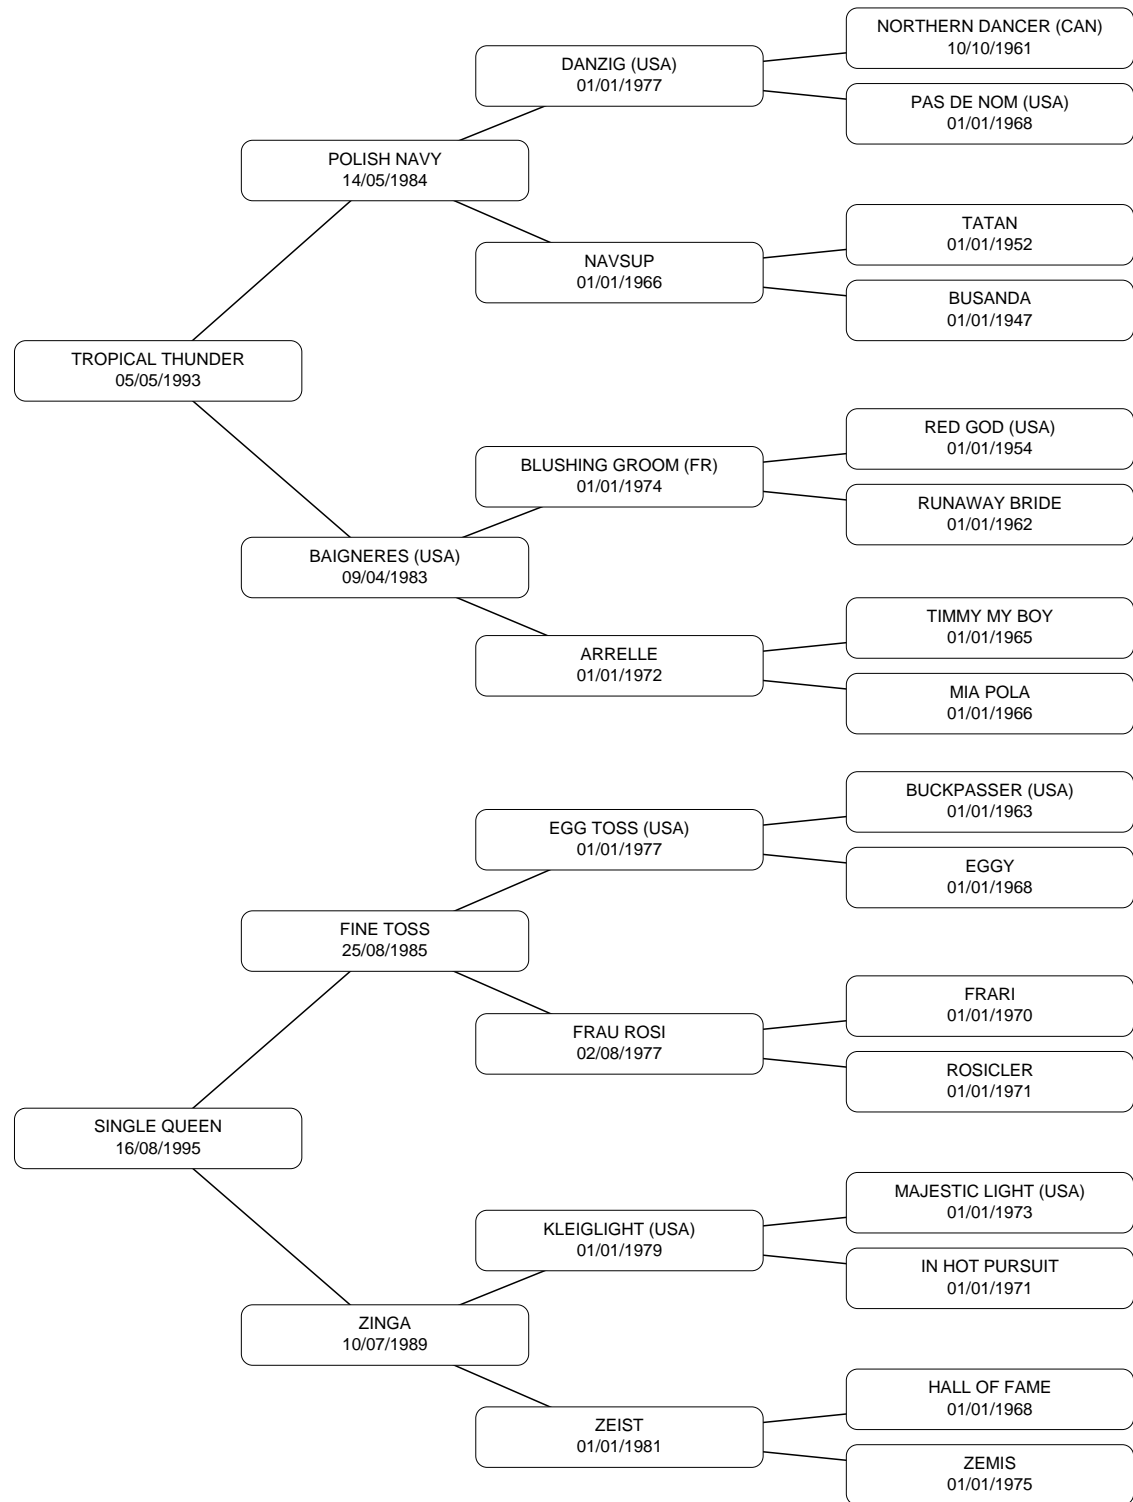 NORTHERN DANCER (CAN)
10/10/1961
DANZIG (USA)
01/01/1977
PAS DE NOM (USA)
01/01/1968
POLISH NAVY
14/05/1984
TATAN
01/01/1952
NAVSUP
01/01/1966
BUSANDA
01/01/1947
TROPICAL THUNDER
05/05/1993
RED GOD (USA)
01/01/1954
BLUSHING GROOM (FR)
01/01/1974
RUNAWAY BRIDE
01/01/1962
BAIGNERES (USA)
09/04/1983
TIMMY MY BOY
01/01/1965
ARRELLE
01/01/1972
MIA POLA
01/01/1966
BUCKPASSER (USA)
01/01/1963
EGG TOSS (USA)
01/01/1977
EGGY
01/01/1968
FINE TOSS
25/08/1985
FRARI
01/01/1970
FRAU ROSI
02/08/1977
ROSICLER
01/01/1971
SINGLE QUEEN
16/08/1995
MAJESTIC LIGHT (USA)
01/01/1973
KLEIGLIGHT (USA)
01/01/1979
IN HOT PURSUIT
01/01/1971
ZINGA
10/07/1989
HALL OF FAME
01/01/1968
ZEIST
01/01/1981
ZEMIS
01/01/1975